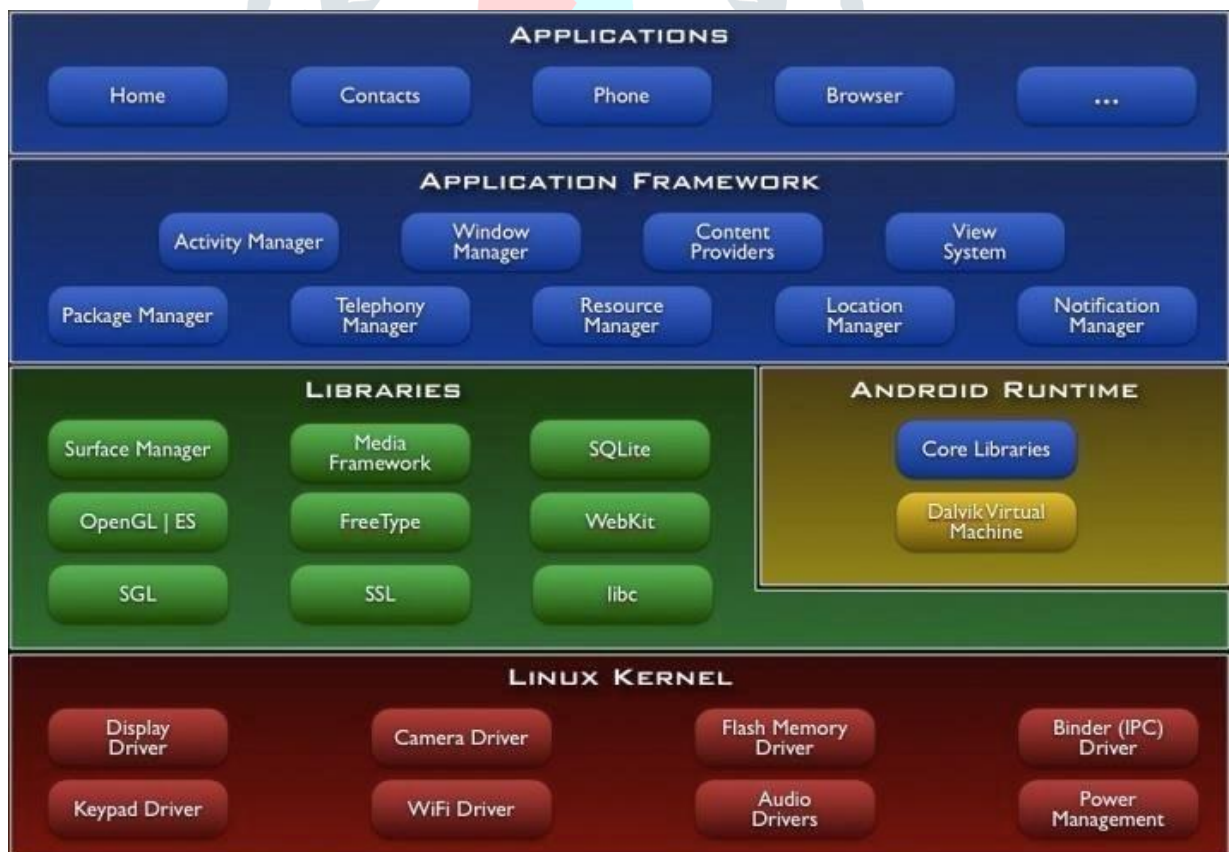 APPLICATIONS
Home
Contacts
Phone
Browser
...
APPLICATION FRAMEWORK
Activity Manager
Window
Manager
Content
Providers
View
System
Package Manager
Telephony
Manager
Resource
Manager
Location
Manager
Notification
Manager
LIBRARIES
Surface Manager
Media
Framework
SQLite
OpenGL | ES
FreeType
WebKit
SGL
SSL
libc
ANDROID RUNTIME
Core Libraries
Dalvik Virtual
Machine
LINUX KERNEL
Display
Driver
Camera Driver
Flash Memory
Driver
Binder (IPC)
Driver
Keypad Driver
WiFi Driver
Audio
Drivers
Power
Management